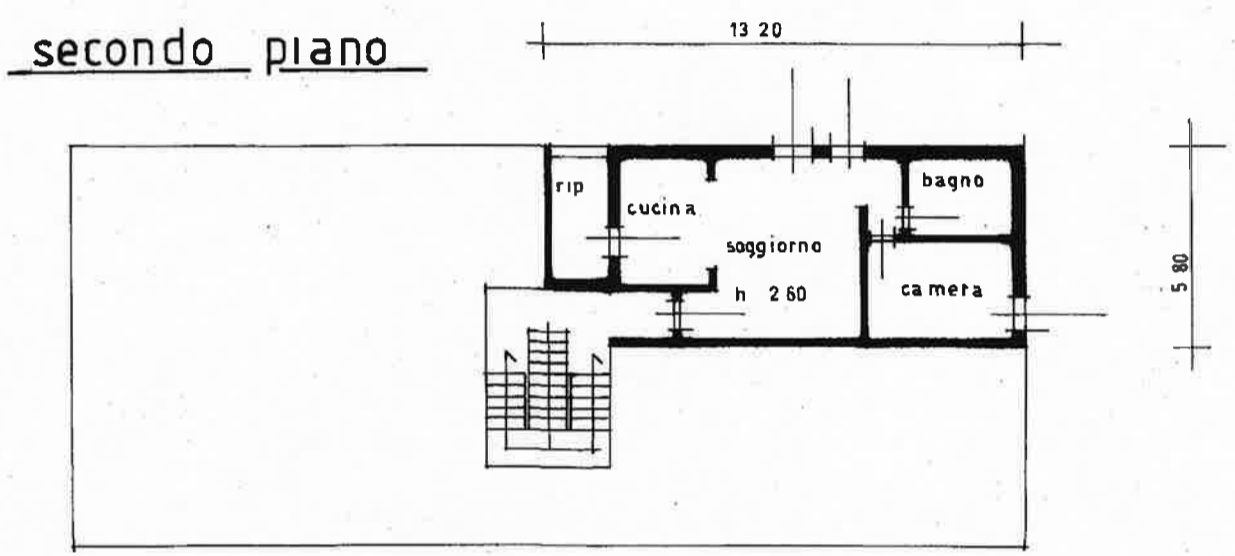 secondo piano
13 20
rip
cucina
bagno
soggiorno
h 2 60
camera
5 80